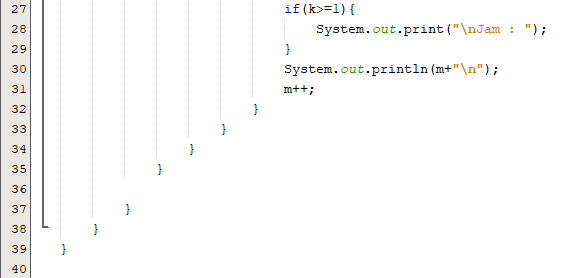 27 if(k>=1){
28 System.out.print("\nJam : ");
29 }
30 System.out.println(m+"\n");
31 m++;
32 }
33 }
34 }
35 }
36
37 }
38 }
39 }
40